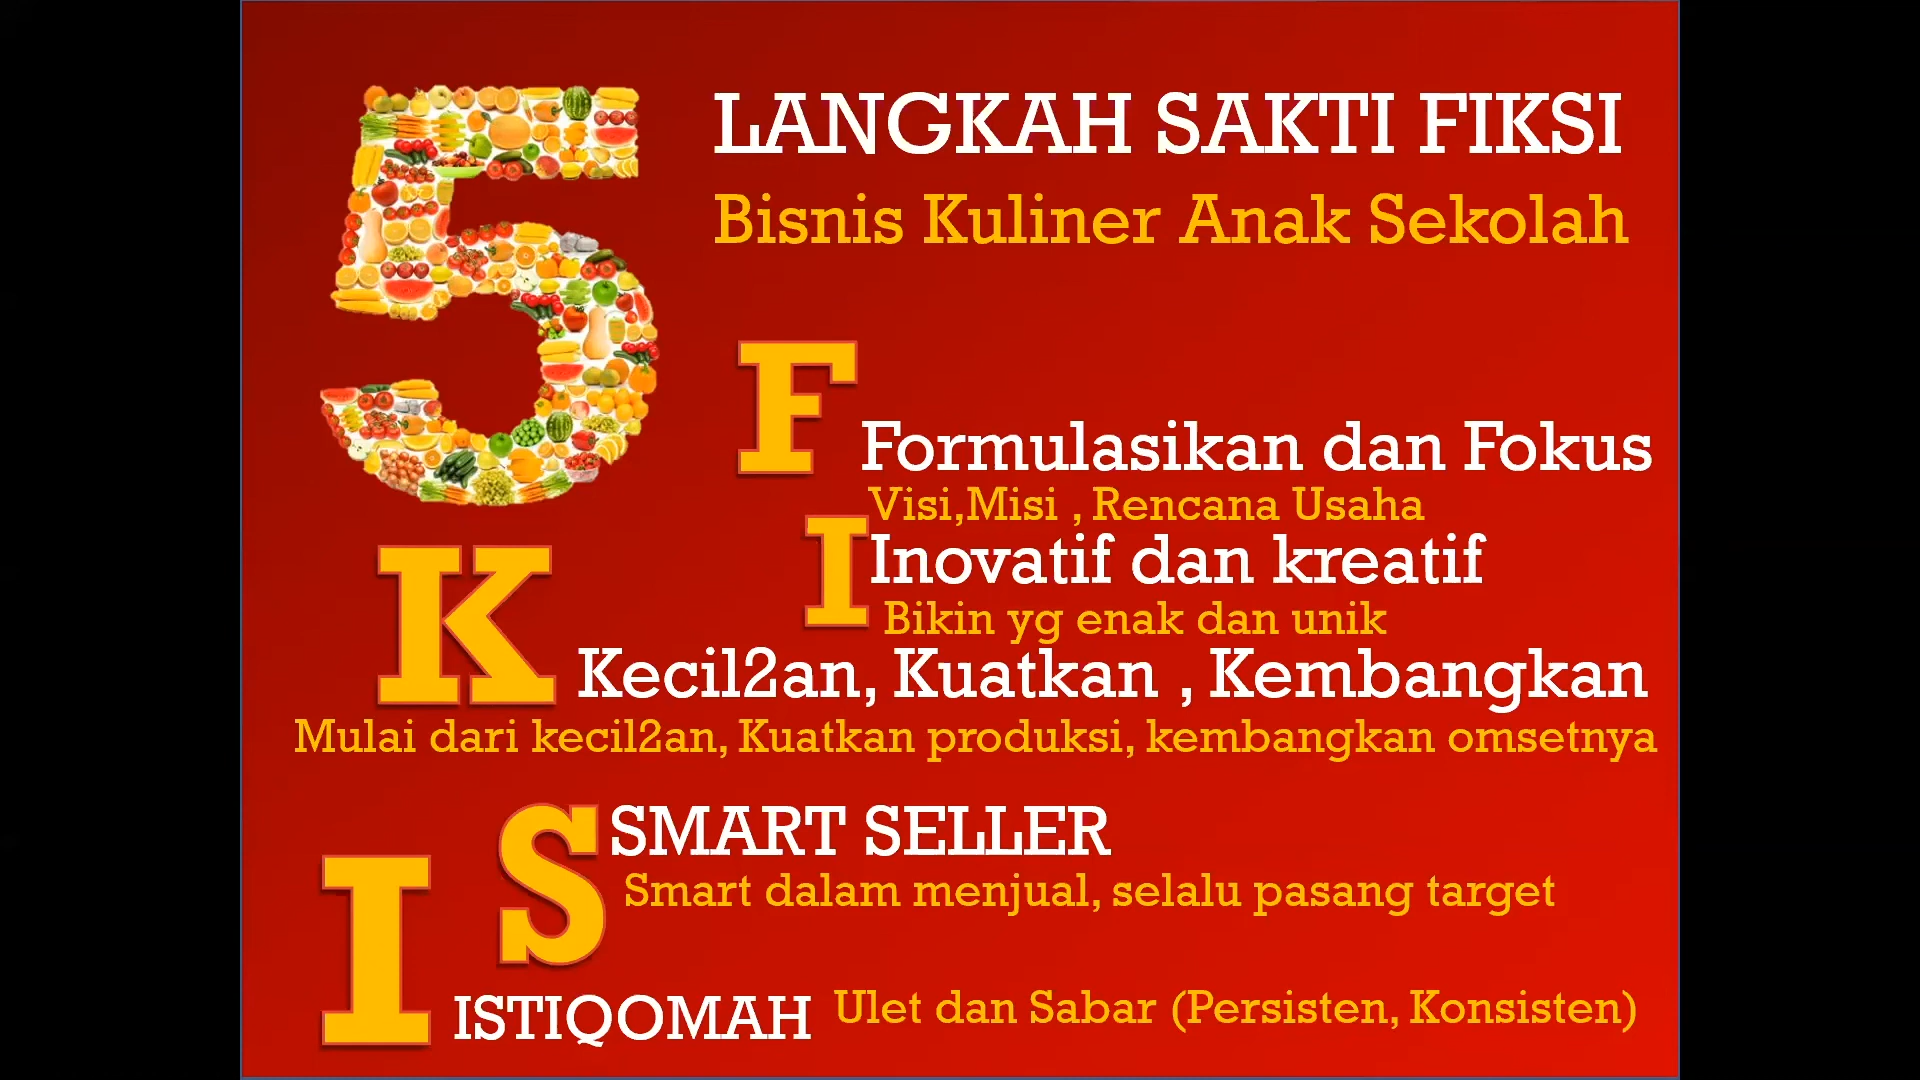 5 LANGKAH SAKTI FIKSI
Bisnis Kuliner Anak Sekolah
F Formulasikan dan Fokus
Visi,Misi , Rencana Usaha
I Inovatif dan kreatif
Bikin yg enak dan unik
K Kecil2an, Kuatkan , Kembangkan
Mulai dari kecil2an, Kuatkan produksi, kembangkan omsetnya
S SMART SELLER
Smart dalam menjual, selalu pasang target
I ISTIQOMAH Ulet dan Sabar (Persisten, Konsisten)